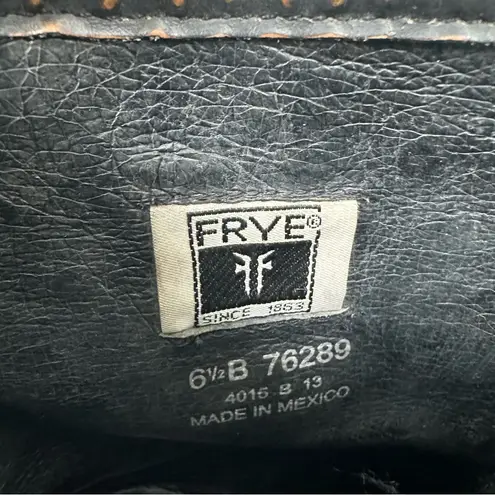 FRYE®
SINCE 1863
6½B 76289
4015 B 13
MADE IN MEXICO